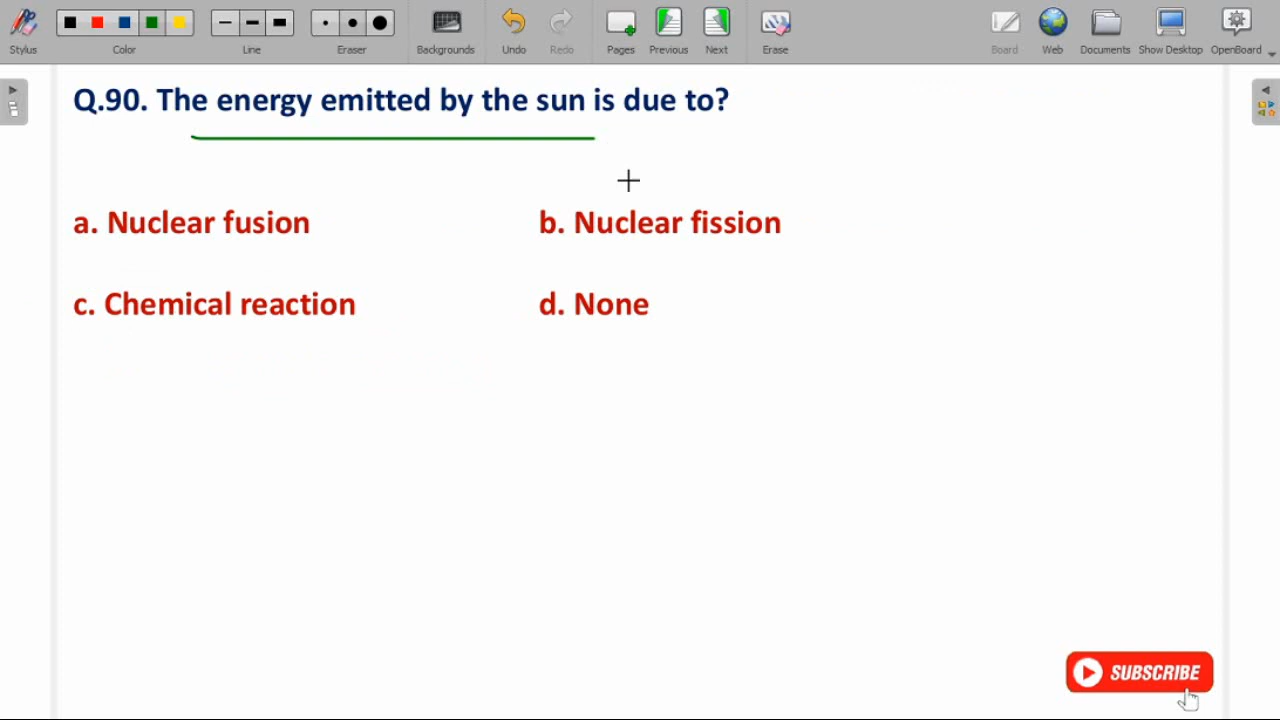 Stylus Color Line Eraser Backgrounds Undo Redo Pages Previous Next Erase Board Web Documents Show Desktop OpenBoard
Q.90. The energy emitted by the sun is due to?
a. Nuclear fusion b. Nuclear fission
c. Chemical reaction d. None
SUBSCRIBE